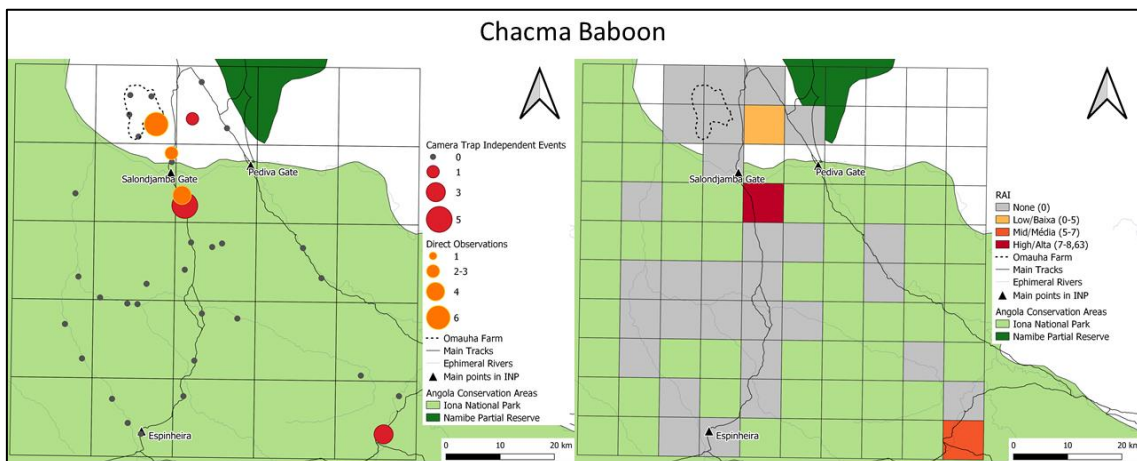 Chacma Baboon
Salondjamba Gate
Pediva Gate
Espinheira
Camera Trap Independent Events
0
1
3
5
Direct Observations
1
2-3
4
6
Omauha Farm
Main Tracks
Ephemeral Rivers
Main points in INP
Angola Conservation Areas
Iona National Park
Namibe Partial Reserve
0 10 20 km
Salondjamba Gate
Pediva Gate
Espinheira
RAI
None (0)
Low/Baixa (0-5)
Mid/Média (5-7)
High/Alta (7-8,63)
Omauha Farm
Main Tracks
Ephemeral Rivers
Main points in INP
Angola Conservation Areas
Iona National Park
Namibe Partial Reserve
0 10 20 km